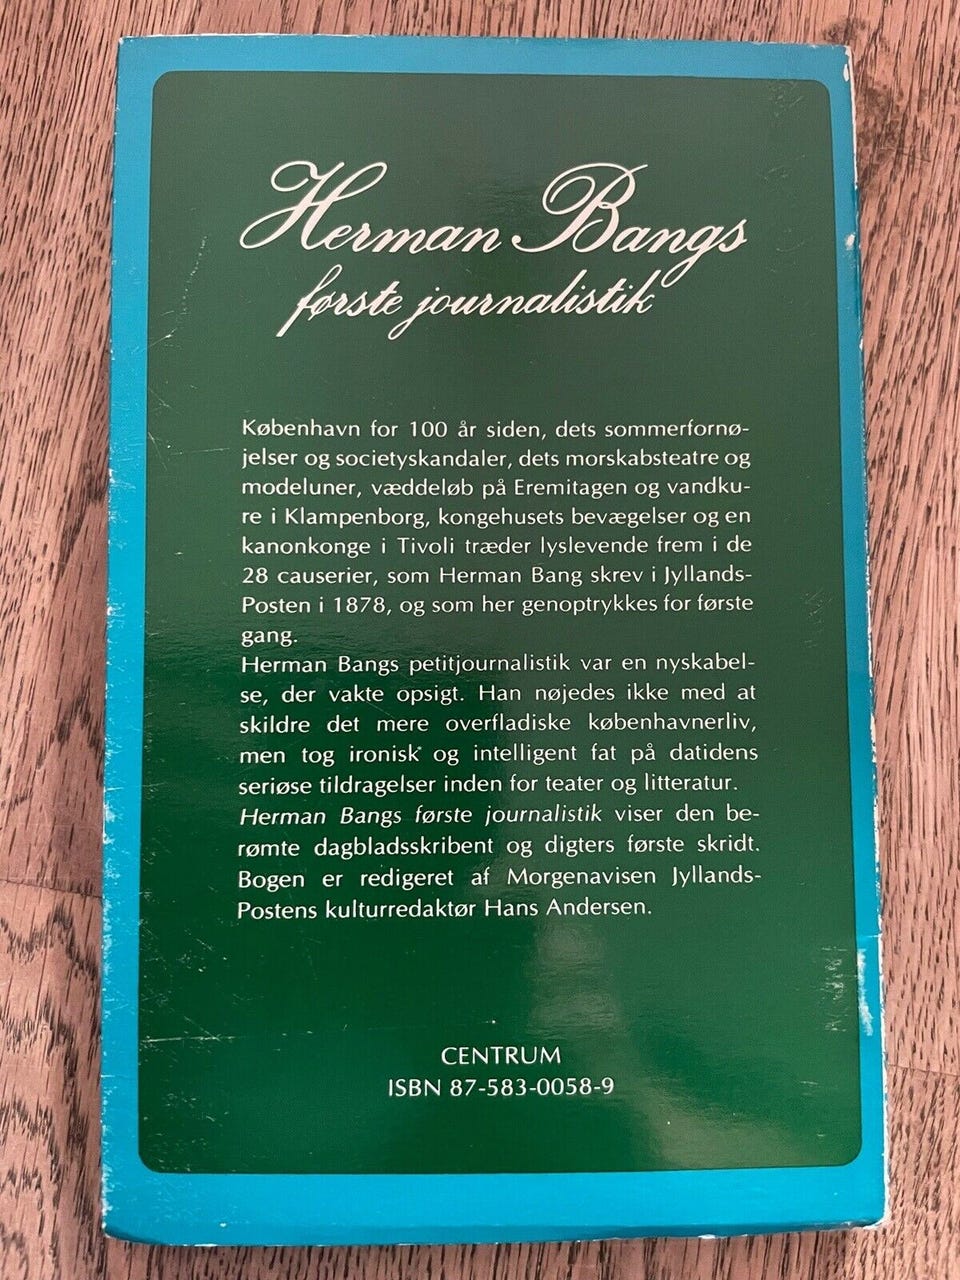 Herman Bangs
første journalistik
København for 100 år siden, dets sommerfornø-
jelser og societyskandaler, dets morskabsteatre og
modeluner, væddeløb på Eremitagen og vandku-
re i Klampenborg, kongehusets bevægelser og en
kanonkonge i Tivoli træder lyslevende frem i de
28 causerier, som Herman Bang skrev i Jyllands-
Posten i 1878, og som her genoptrykkes for første
gang.
Herman Bangs petitjournalistik var en nyskabel-
se, der vakte opsigt. Han nøjedes ikke med at
skildre det mere overfladiske københavnerliv,
men tog ironisk og intelligent fat på datidens
seriøse tildragelser inden for teater og litteratur.
Herman Bangs første journalistik viser den be-
rømte dagbladsskribent og digters første skridt.
Bogen er redigeret af Morgenavisen Jyllands-
Postens kulturredaktør Hans Andersen.
CENTRUM
ISBN 87-583-0058-9